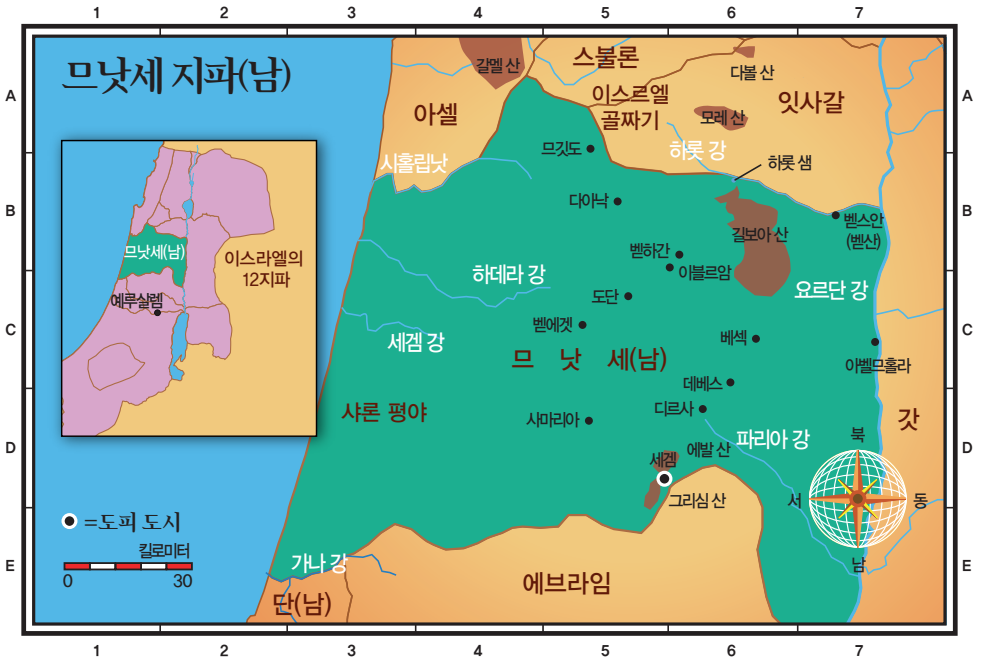 1 2 3 4 5 6 7
므낫세 지파(남)
갈멜 산
스불론
다볼 산
A
이스르엘
골짜기
잇사갈
A
아셀
모레 산
므깃도
하롯 강
시홀립낫
하롯 샘
B
다아낙
B
벧스안
(벧산)
길보아 산
므낫세(남)
이스라엘의
12지파
벧하간
이블르암
하데라 강
요르단 강
예루살렘
도단
C
벧에겟
C
세겜 강
베섹
므 낫 세(남)
아벨므홀라
데베스
샤론 평야
사마리아
디르사
갓
D
파리아 강
북
D
에발 산
세겜
그리심 산
서
동
=도피 도시
킬로미터
0 30
가나 강
남
E
E
에브라임
단(남)
1 2 3 4 5 6 7